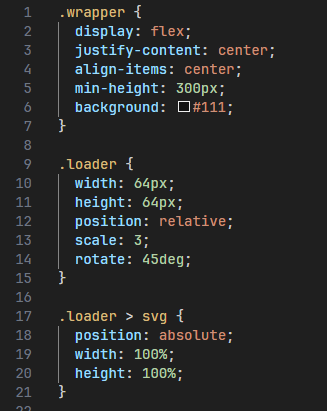 1 .wrapper {
2   display: flex;
3   justify-content: center;
4   align-items: center;
5   min-height: 300px;
6   background: #111;
7 }
8
9 .loader {
10   width: 64px;
11   height: 64px;
12   position: relative;
13   scale: 3;
14   rotate: 45deg;
15 }
16
17 .loader > svg {
18   position: absolute;
19   width: 100%;
20   height: 100%;
21 }
22